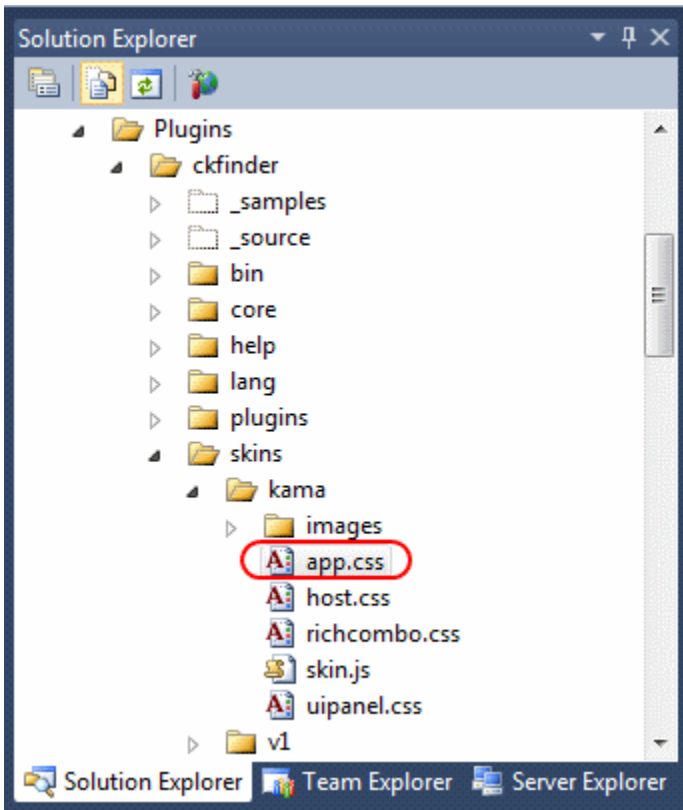 Solution Explorer
Plugins
ckfinder
_samples
_source
bin
core
help
lang
plugins
skins
kama
images
app.css
host.css
richcombo.css
skin.js
uipanel.css
v1
Solution Explorer Team Explorer Server Explorer